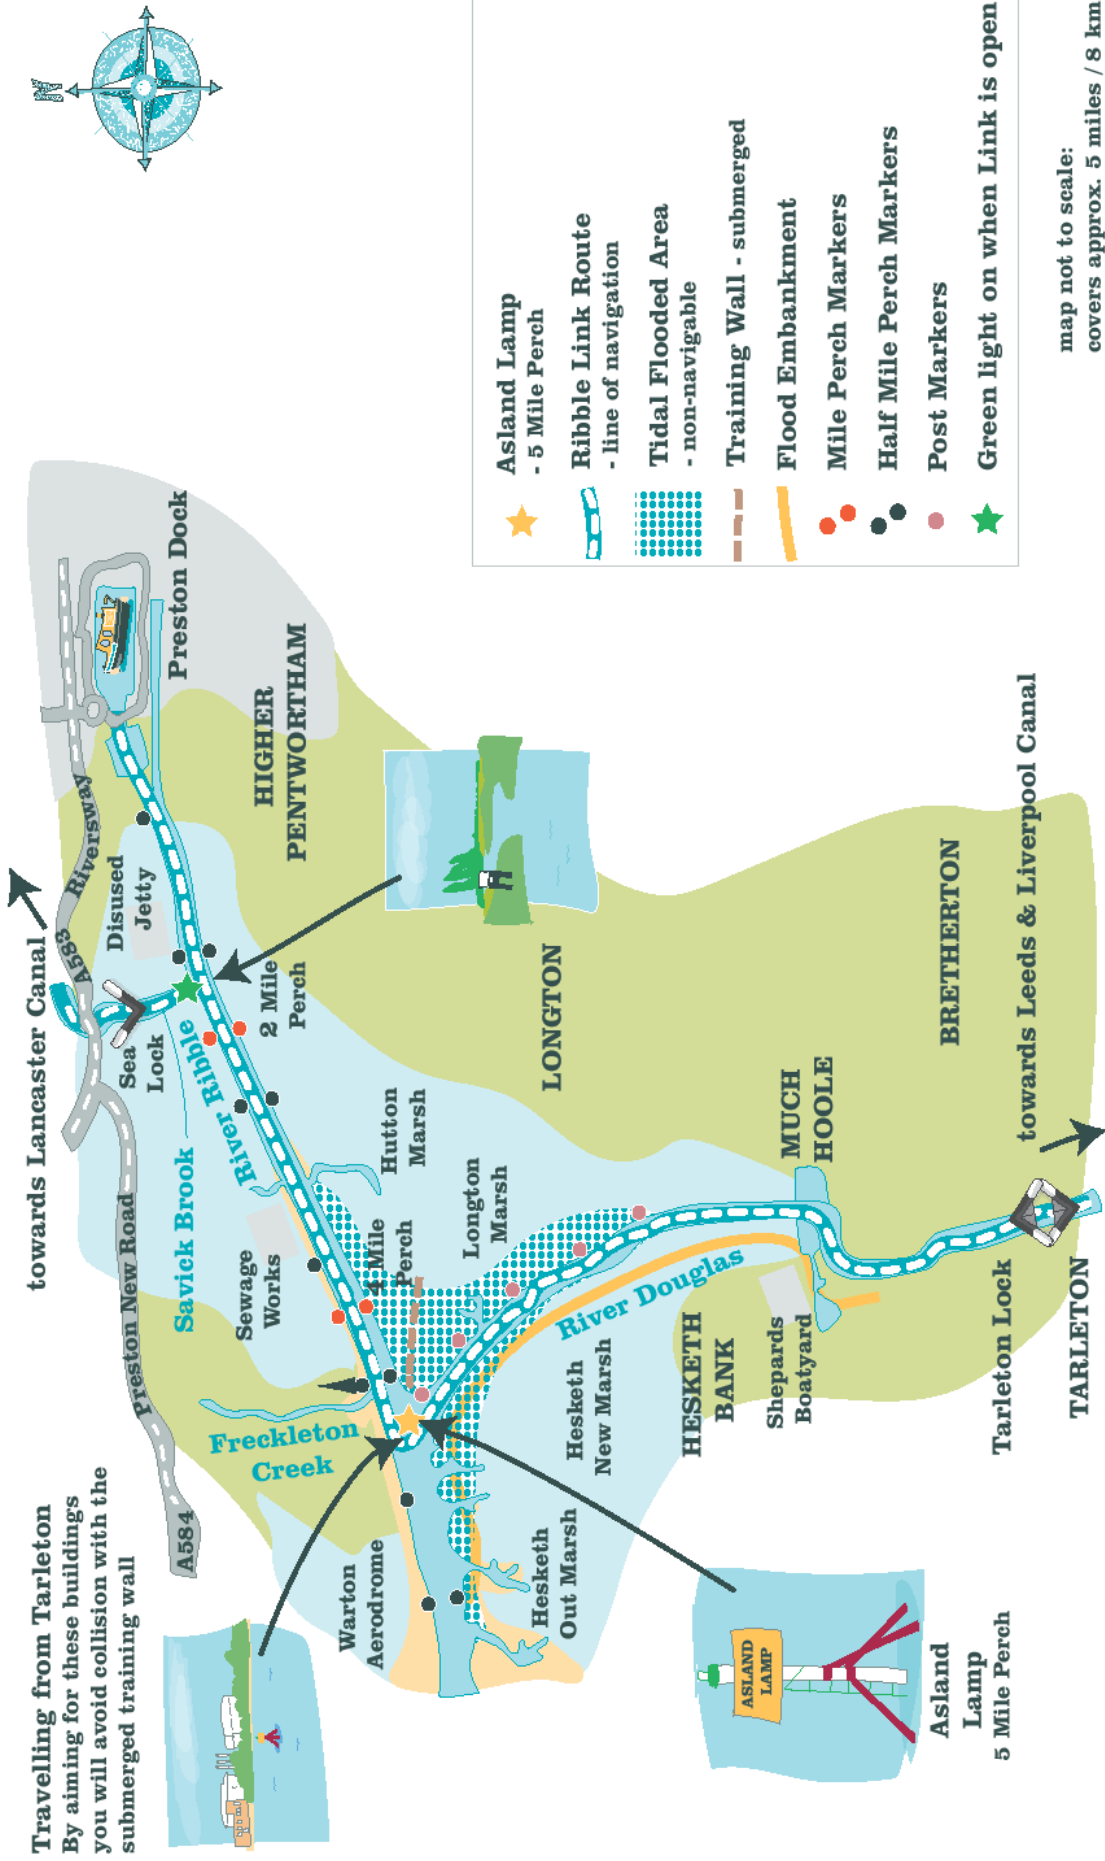 Travelling from Tarleton
By aiming for these buildings
you will avoid collision with the
submerged training wall
N
towards Lancaster Canal
A583
Riversway
Preston New Road
A584
Preston Dock
Disused
Jetty
Sea
Lock
Savick Brook
River Ribble
2 Mile
Perch
HIGHER
PENTWORTHAM
Sewage
Works
Hutton
Marsh
4 Mile
Perch
Longton
Marsh
LONGTON
Freckleton
Creek
Warton
Aerodrome
Hesketh
Out Marsh
Hesketh
New Marsh
River Douglas
HESKETH
BANK
Shepards
Boatyard
MUCH
HOOLE
BRETHERTON
Tarleton Lock
TARLETON
towards Leeds & Liverpool Canal
ASLAND
LAMP
Asland
Lamp
5 Mile Perch
Asland Lamp
- 5 Mile Perch
Ribble Link Route
- line of navigation
Tidal Flooded Area
- non-navigable
Training Wall - submerged
Flood Embankment
Mile Perch Markers
Half Mile Perch Markers
Post Markers
Green light on when Link is open
map not to scale:
covers approx. 5 miles / 8 km